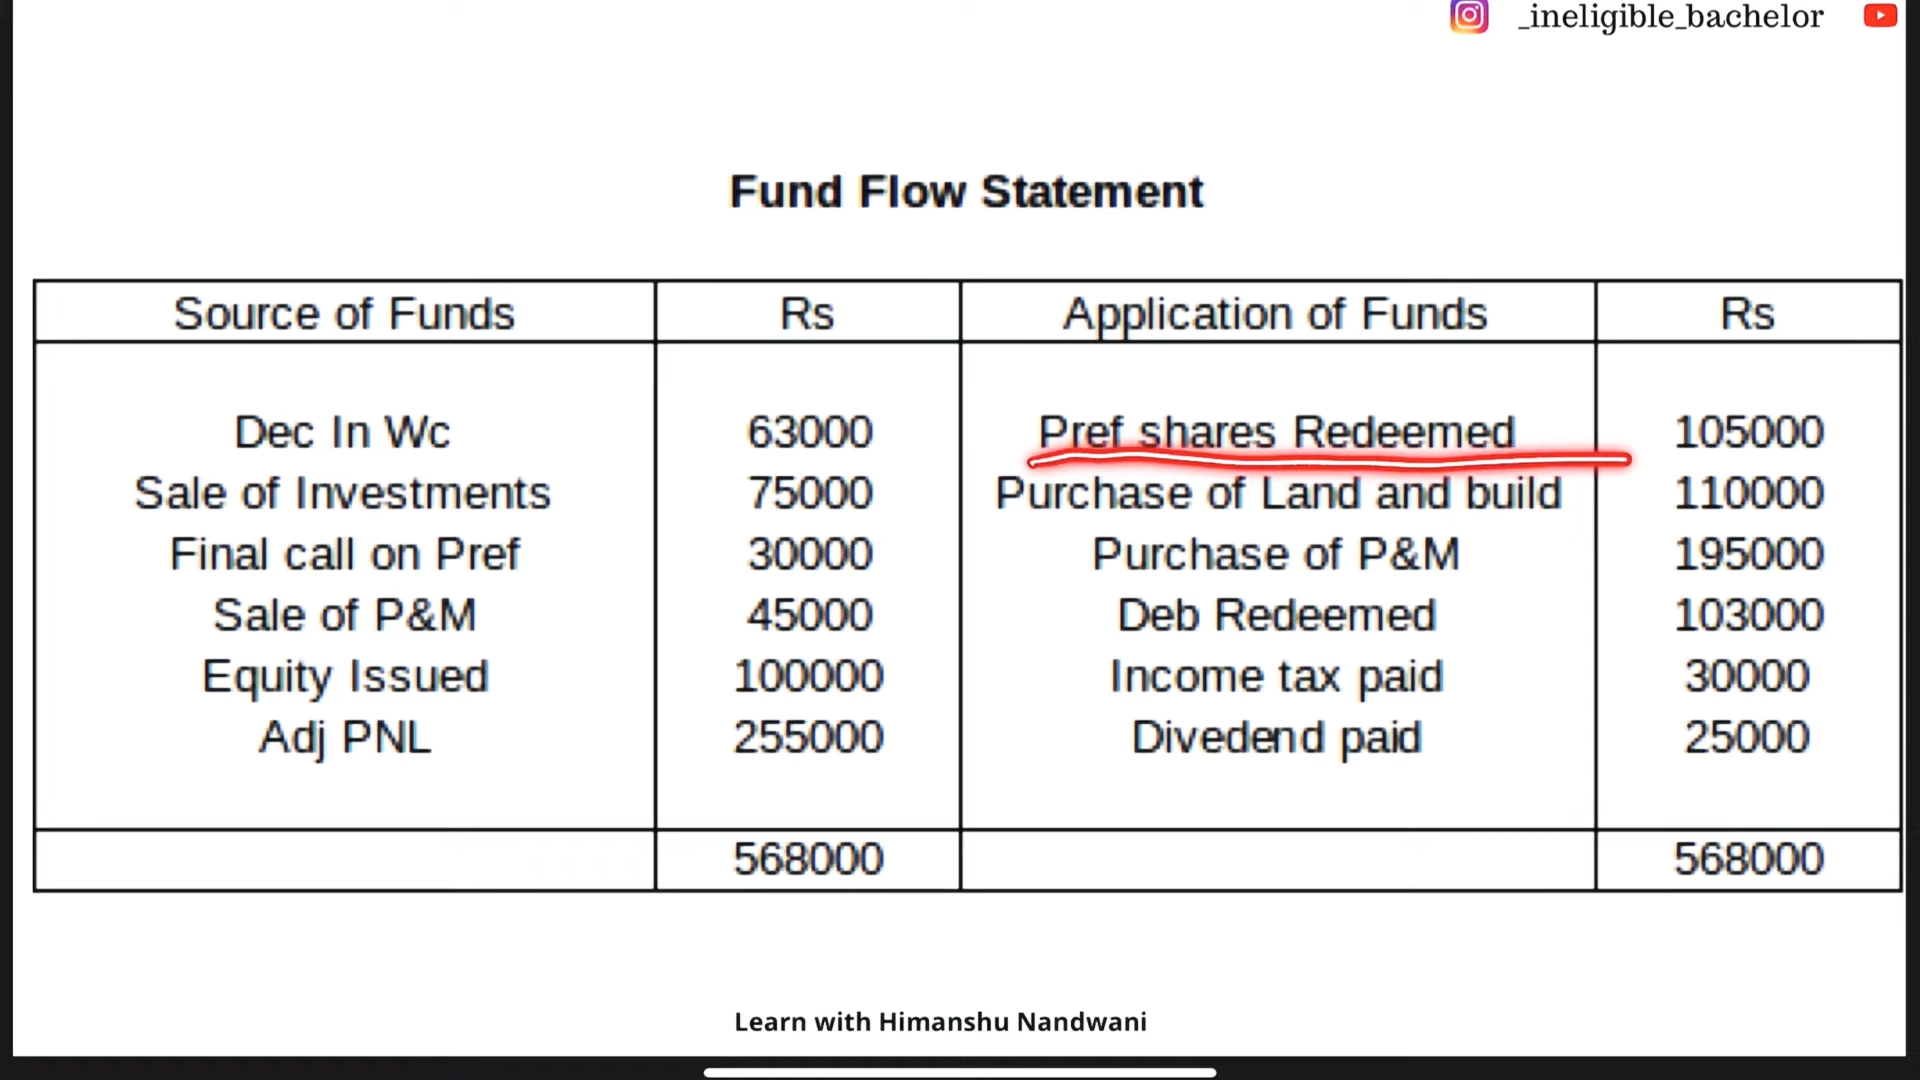 _ineligible_bachelor
Fund Flow Statement
Source of Funds Rs Application of Funds Rs
Dec In Wc 63000 Pref shares Redeemed 105000
Sale of Investments 75000 Purchase of Land and build 110000
Final call on Pref 30000 Purchase of P&M 195000
Sale of P&M 45000 Deb Redeemed 103000
Equity Issued 100000 Income tax paid 30000
Adj PNL 255000 Divedend paid 25000
568000 568000
Learn with Himanshu Nandwani